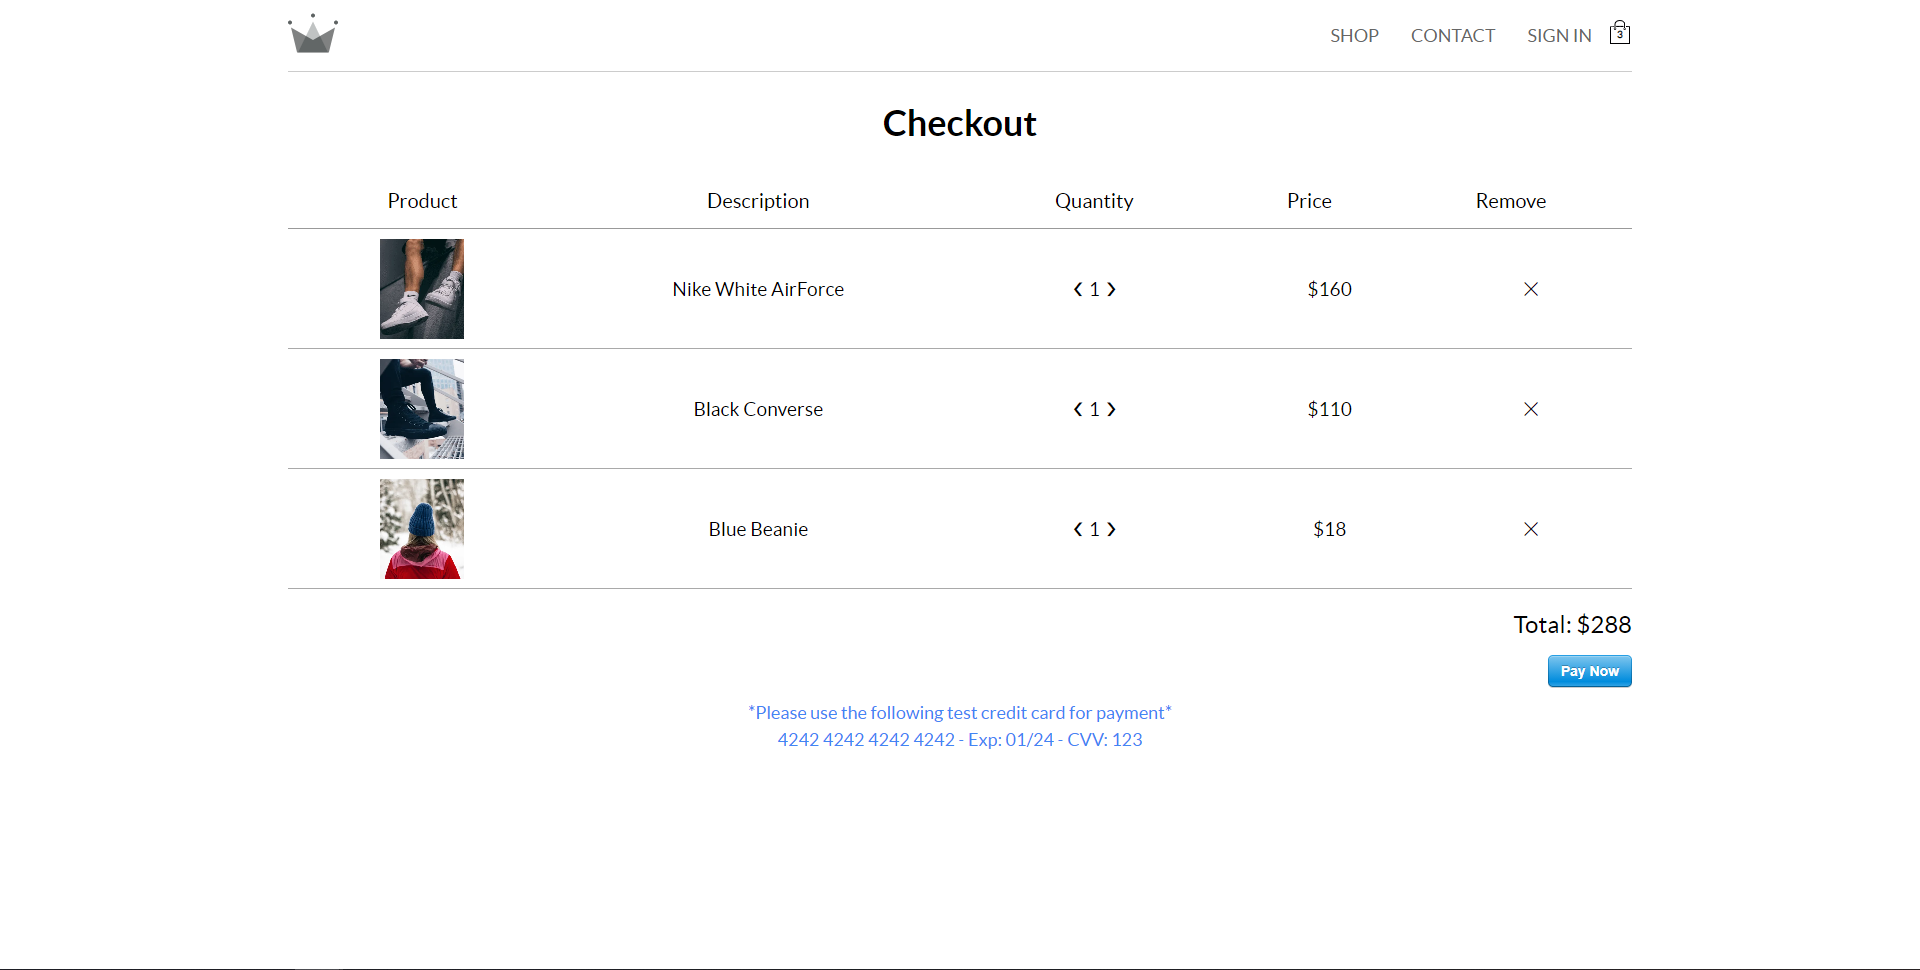 SHOP CONTACT SIGN IN 3
Checkout
Product Description Quantity Price Remove
Nike White AirForce ❮ 1 ❯ $160 ✕
Black Converse ❮ 1 ❯ $110 ✕
Blue Beanie ❮ 1 ❯ $18 ✕
Total: $288
Pay Now
*Please use the following test credit card for payment*
4242 4242 4242 4242 - Exp: 01/24 - CVV: 123